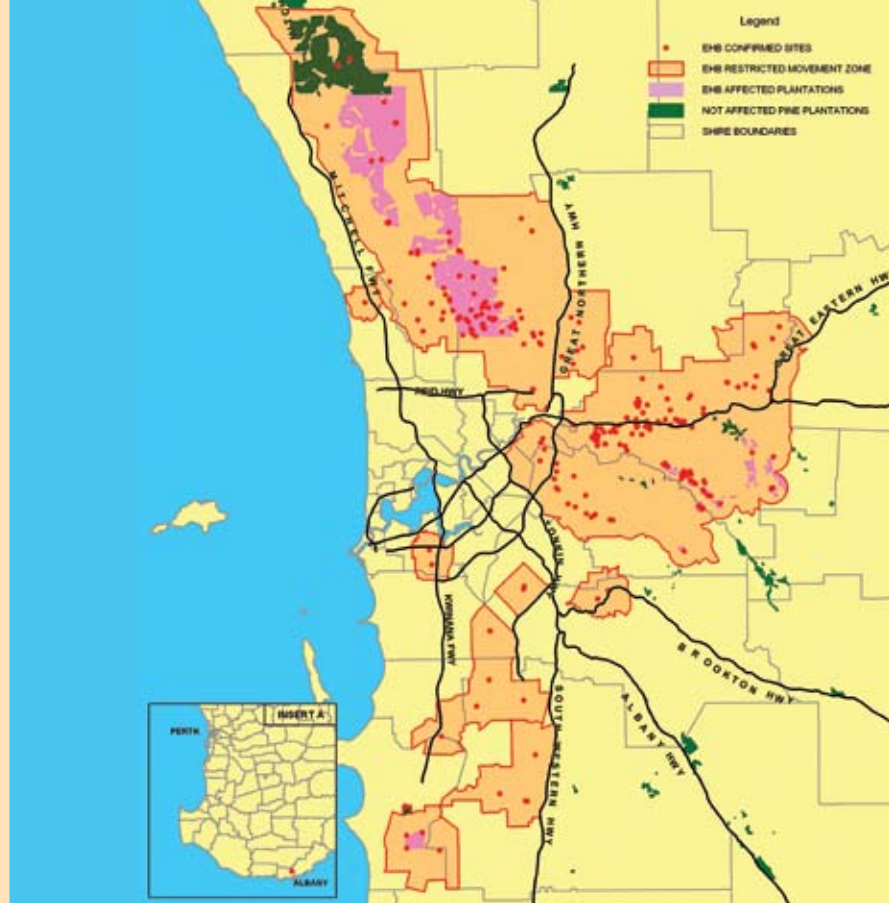 Legend
EHB CONFIRMED SITES
EHB RESTRICTED MOVEMENT ZONE
EHB AFFECTED PLANTATIONS
NOT AFFECTED PINE PLANTATIONS
SHIRE BOUNDARIES
MITCHELL FWY
GREAT NORTHERN HWY
GREAT EASTERN HW
REID HWY
TONKIN HWY
KWINANA FWY
BROOKTON HWY
ALBANY HWY
SOUTH WESTERN HWY
INSERT A
PERTH
ALBANY